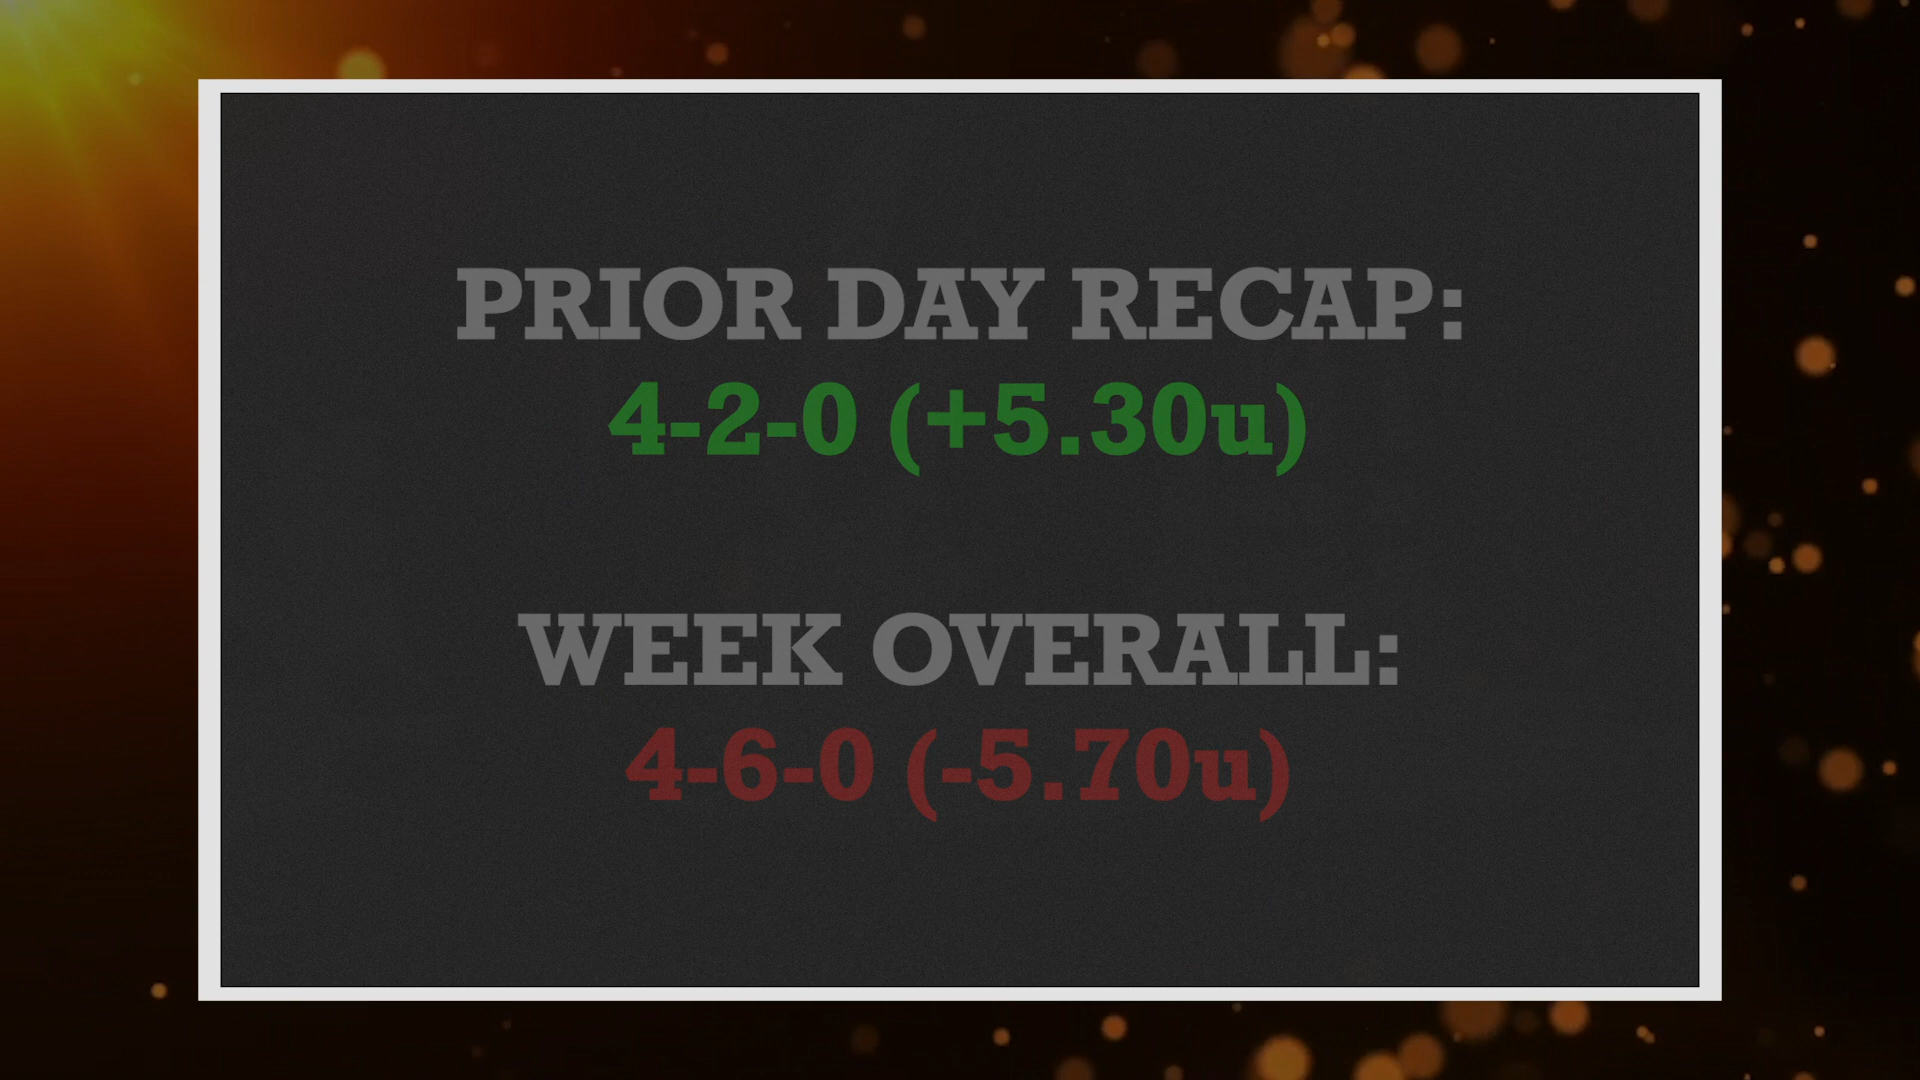 PRIOR DAY RECAP:
4-2-0 (+5.30u)
WEEK OVERALL:
4-6-0 (-5.70u)